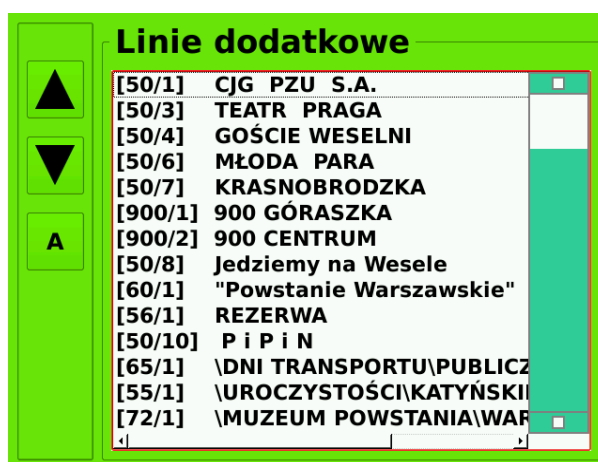 Linie dodatkowe
[50/1] CJG PZU S.A.
[50/3] TEATR PRAGA
[50/4] GOŚCIE WESELNI
[50/6] MŁODA PARA
[50/7] KRASNOBRODZKA
[900/1] 900 GÓRASZKA
A
[900/2] 900 CENTRUM
[50/8] Jedziemy na Wesele
[60/1] "Powstanie Warszawskie"
[56/1] REZERWA
[50/10] P i P i N
[65/1] \DNI TRANSPORTU\PUBLICZ
[55/1] \UROCZYSTOŚCI\KATYŃSKI
[72/1] \MUZEUM POWSTANIA\WAR